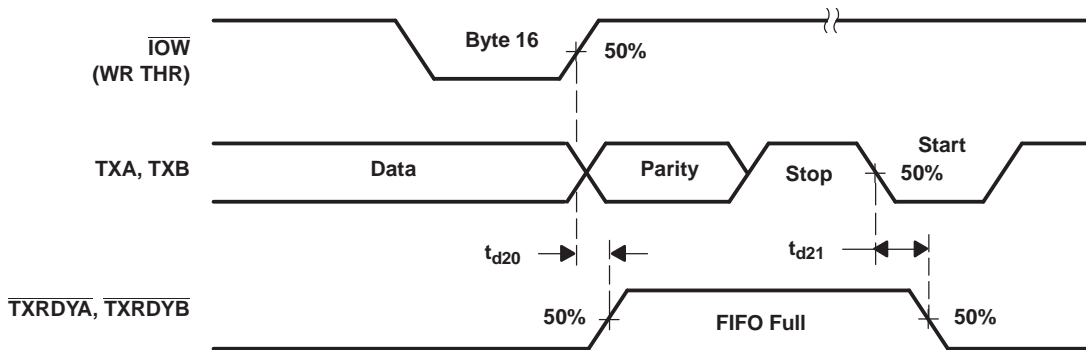 IOW
(WR THR)
Byte 16
50%
TXA, TXB
Data
Parity
Stop
Start
50%
td20
td21
TXRDYA, TXRDYB
50%
FIFO Full
50%